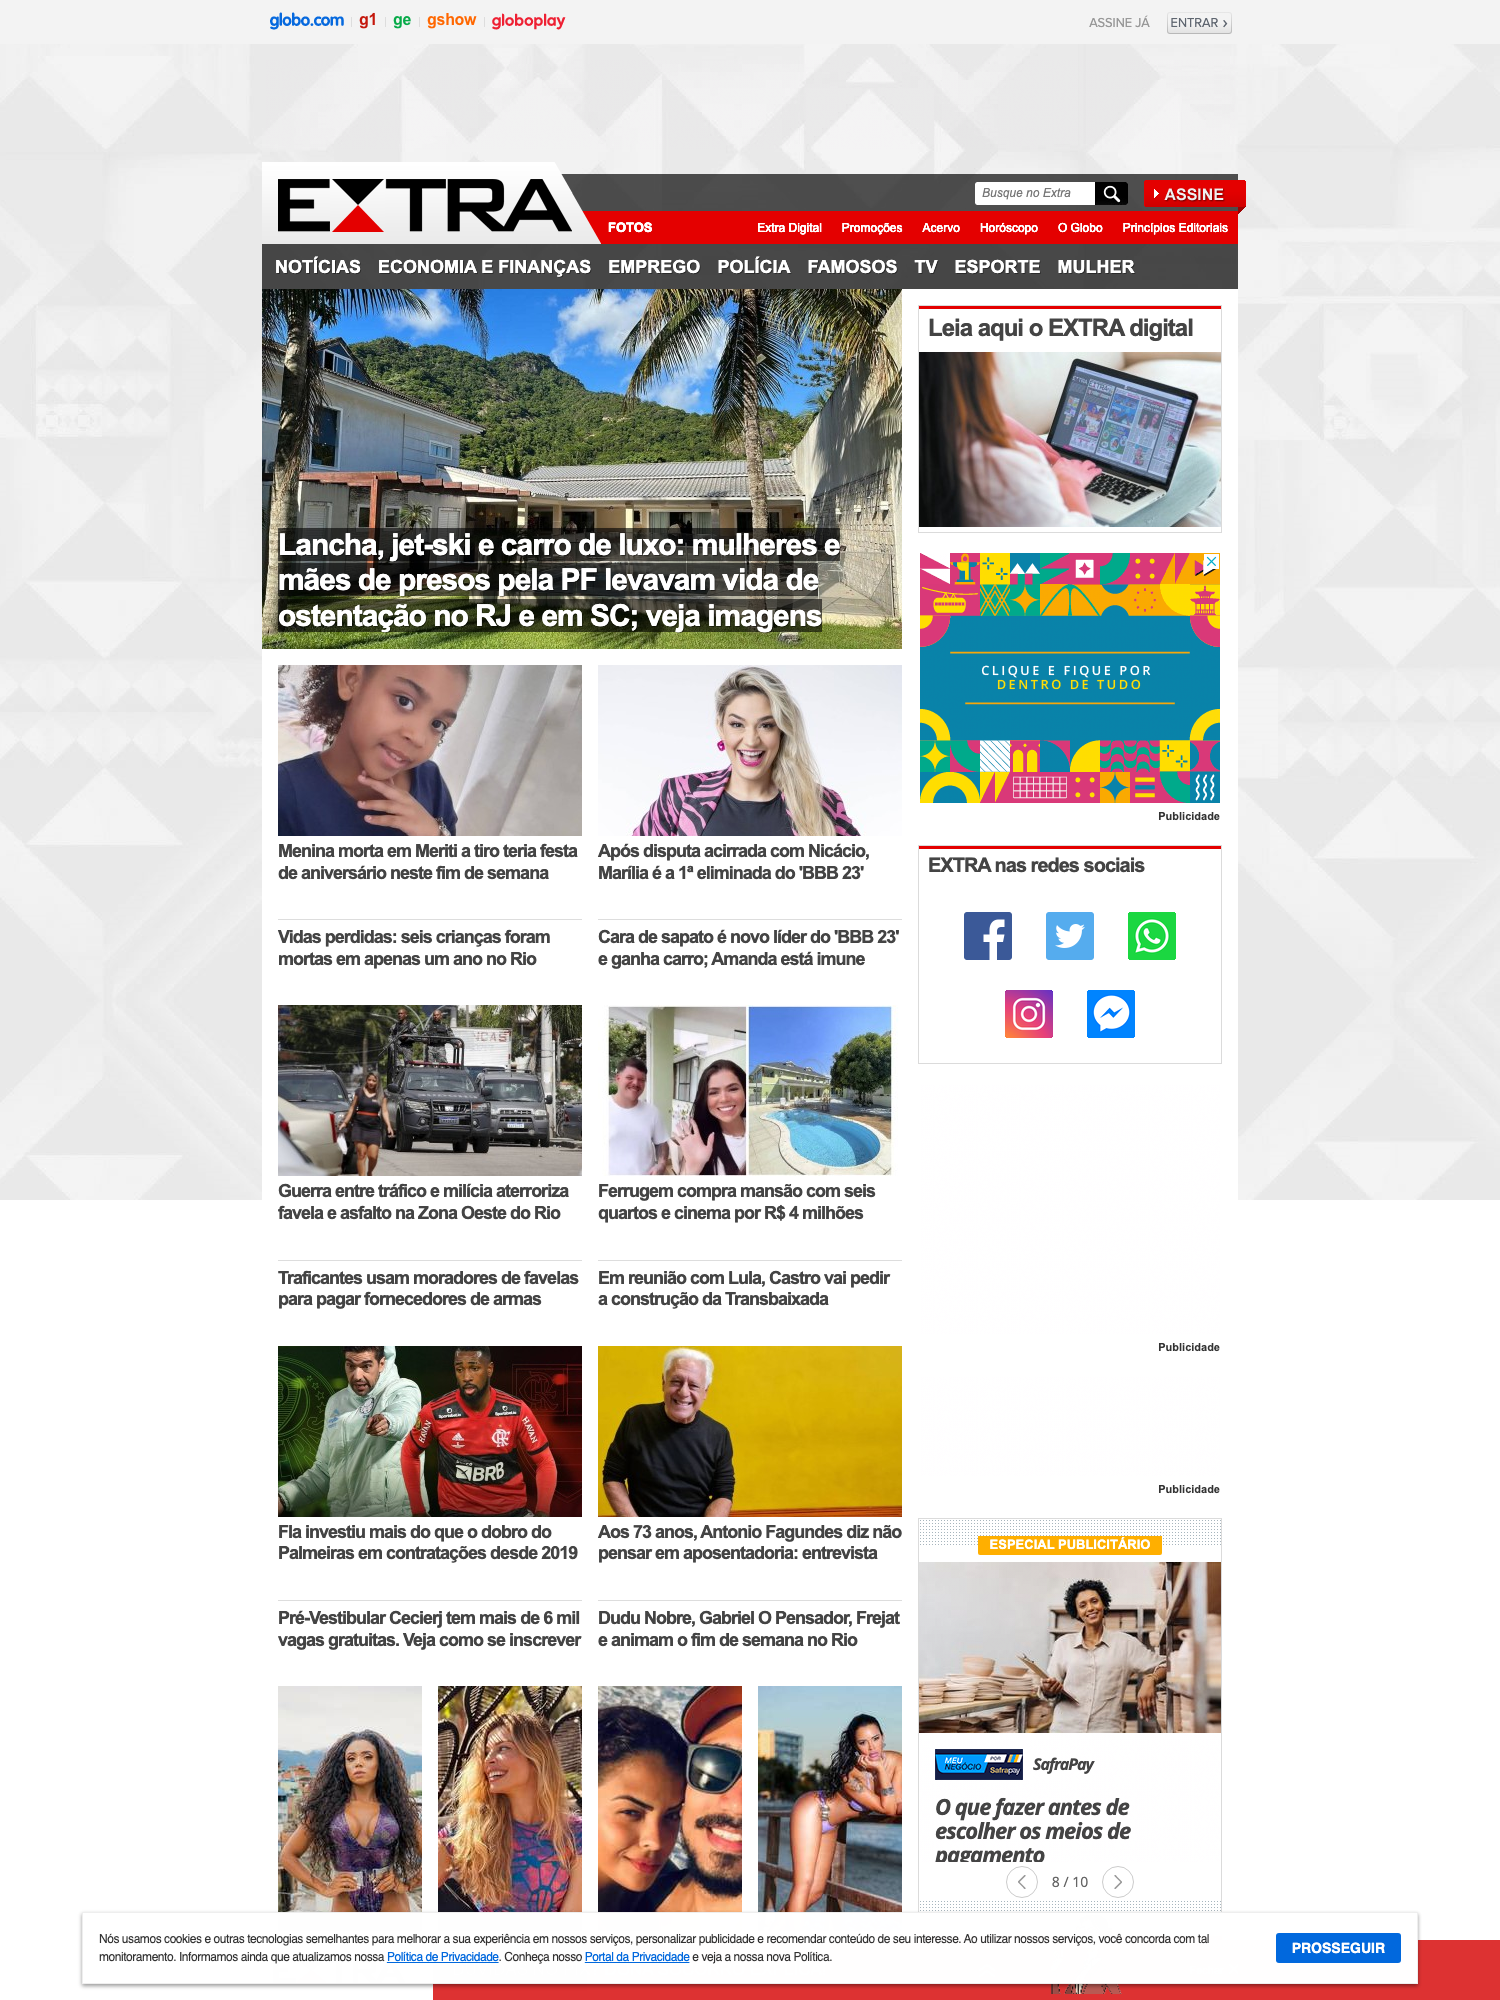 globo.com
g1
ge
gshow
globoplay
ASSINE JÁ
ENTRAR
EXTRA
Busque no Extra
ASSINE
FOTOS
Extra Digital
Promoções
Acervo
Horóscopo
O Globo
Princípios Editoriais
NOTÍCIAS
ECONOMIA E FINANÇAS
EMPREGO
POLÍCIA
FAMOSOS
TV
ESPORTE
MULHER
Lancha, jet-ski e carro de luxo: mulheres e
mães de presos pela PF levavam vida de
ostentação no RJ e em SC; veja imagens
Menina morta em Meriti a tiro teria festa
de aniversário neste fim de semana
Após disputa acirrada com Nicácio,
Marília é a 1ª eliminada do 'BBB 23'
Vidas perdidas: seis crianças foram
mortas em apenas um ano no Rio
Cara de sapato é novo líder do 'BBB 23'
e ganha carro; Amanda está imune
Guerra entre tráfico e milícia aterroriza
favela e asfalto na Zona Oeste do Rio
Ferrugem compra mansão com seis
quartos e cinema por R$ 4 milhões
Traficantes usam moradores de favelas
para pagar fornecedores de armas
Em reunião com Lula, Castro vai pedir
a construção da Transbaixada
HAVAN
HAVAN
BRB
Fla investiu mais do que o dobro do
Palmeiras em contratações desde 2019
Aos 73 anos, Antonio Fagundes diz não
pensar em aposentadoria: entrevista
Pré-Vestibular Cecierj tem mais de 6 mil
vagas gratuitas. Veja como se inscrever
Dudu Nobre, Gabriel O Pensador, Frejat
e animam o fim de semana no Rio
Leia aqui o EXTRA digital
CLIQUE E FIQUE POR
DENTRO DE TUDO
Publicidade
EXTRA nas redes sociais
Publicidade
Publicidade
ESPECIAL PUBLICITÁRIO
MEU
NEGÓCIO
POR
Safrapay
SafraPay
O que fazer antes de
escolher os meios de
pagamento
8 / 10
Nós usamos cookies e outras tecnologias semelhantes para melhorar a sua experiência em nossos serviços, personalizar publicidade e recomendar conteúdo de seu interesse. Ao utilizar nossos serviços, você concorda com tal
monitoramento. Informamos ainda que atualizamos nossa Política de Privacidade. Conheça nosso Portal da Privacidade e veja a nossa nova Política.
PROSSEGUIR